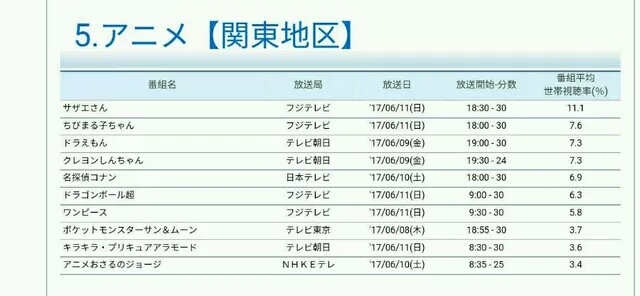 5.アニメ【関東地区】
番組名 放送局 放送日 放送開始-分数 番組平均
世帯視聴率(%)
サザエさん フジテレビ '17/06/11(日) 18:30 - 30 11.1
ちびまる子ちゃん フジテレビ '17/06/11(日) 18:00 - 30 7.6
ドラえもん テレビ朝日 '17/06/09(金) 19:00 - 30 7.3
クレヨンしんちゃん テレビ朝日 '17/06/09(金) 19:30 - 24 7.3
名探偵コナン 日本テレビ '17/06/10(土) 18:00 - 30 6.9
ドラゴンボール超 フジテレビ '17/06/11(日) 9:00 - 30 6.3
ワンピース フジテレビ '17/06/11(日) 9:30 - 30 5.8
ポケットモンスターサン&ムーン テレビ東京 '17/06/08(木) 18:55 - 30 3.7
キラキラ・プリキュアアラモード テレビ朝日 '17/06/11(日) 8:30 - 30 3.6
アニメおさるのジョージ NHKEテレ '17/06/10(土) 8:35 - 25 3.4